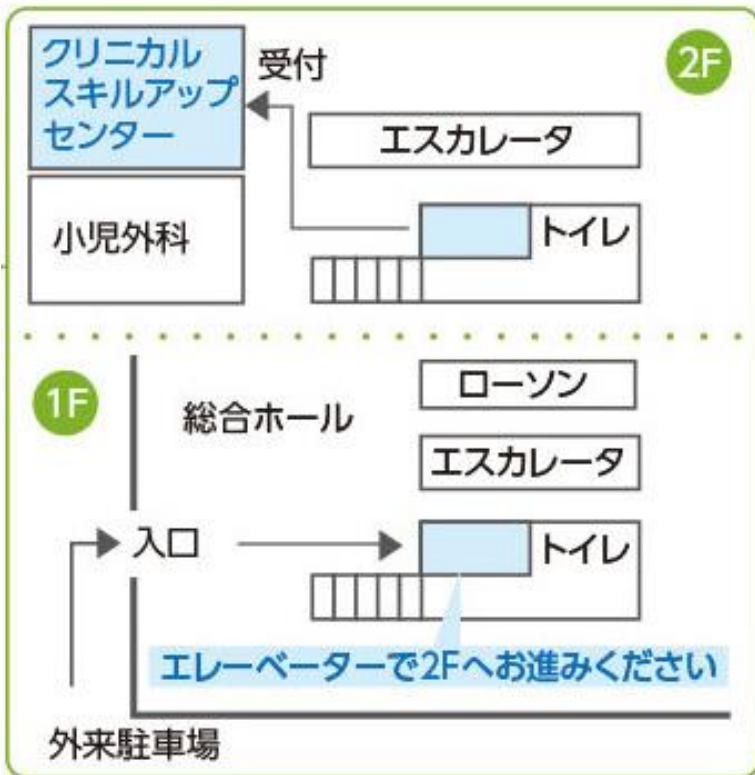 クリニカル
スキルアップ
センター
受付
2F
エスカレータ
小児外科
トイレ
1F
総合ホール
ローソン
エスカレータ
入口
トイレ
エレーベーターで2Fへお進みください
外来駐車場